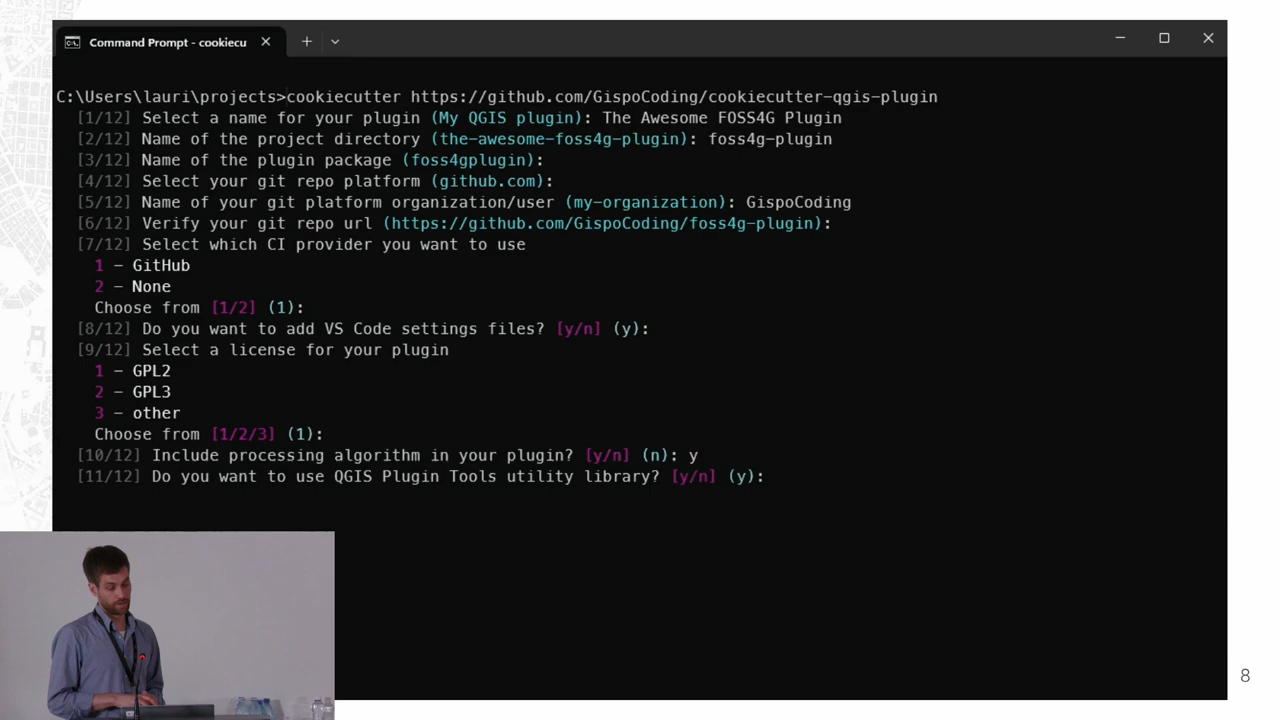 Command Prompt - cookiecu
C:\Users\lauri\projects>cookiecutter https://github.com/GispoCoding/cookiecutter-qgis-plugin
[1/12] Select a name for your plugin (My QGIS plugin): The Awesome FOSS4G Plugin
[2/12] Name of the project directory (the-awesome-foss4g-plugin): foss4g-plugin
[3/12] Name of the plugin package (foss4gplugin):
[4/12] Select your git repo platform (github.com):
[5/12] Name of your git platform organization/user (my-organization): GispoCoding
[6/12] Verify your git repo url (https://github.com/GispoCoding/foss4g-plugin):
[7/12] Select which CI provider you want to use
1 - GitHub
2 - None
Choose from [1/2] (1):
[8/12] Do you want to add VS Code settings files? [y/n] (y):
[9/12] Select a license for your plugin
1 - GPL2
2 - GPL3
3 - other
Choose from [1/2/3] (1):
[10/12] Include processing algorithm in your plugin? [y/n] (n): y
[11/12] Do you want to use QGIS Plugin Tools utility library? [y/n] (y):
8